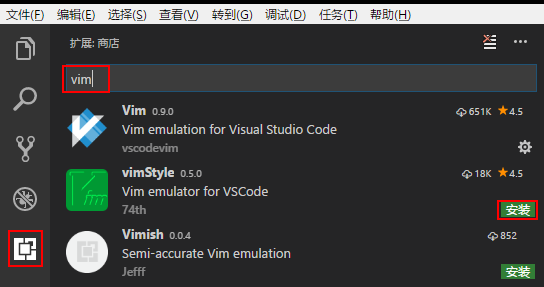 文件(F) 编辑(E) 选择(S) 查看(V) 转到(G) 调试(D) 任务(T) 帮助(H)
扩展: 商店
vim
Vim 0.9.0 651K 4.5
Vim emulation for Visual Studio Code
vscodevim
vimStyle 0.5.0 18K 4.5
Vim emulator for VSCode
74th 安装
Vimish 0.0.4 852
Semi-accurate Vim emulation
Jefff 安装